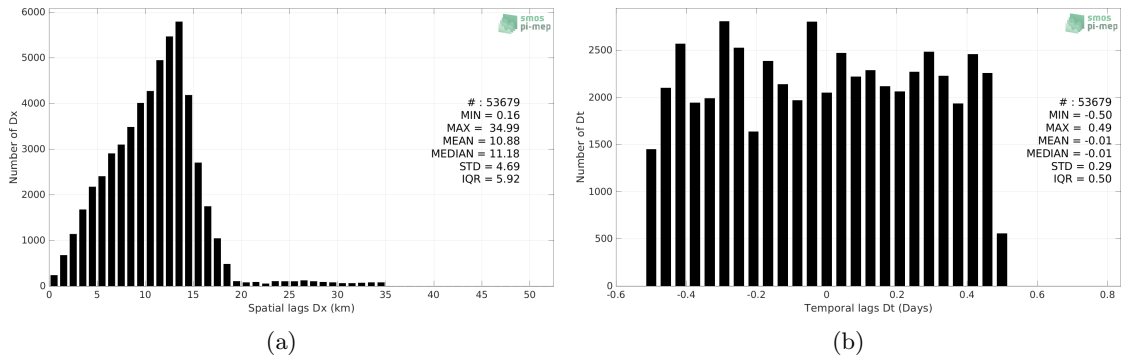 6000
5000
4000
3000
2000
1000
0
Number of Dx
smos
pi-mep
# : 53679
MIN = 0.16
MAX = 34.99
MEAN = 10.88
MEDIAN = 11.18
STD = 4.69
IQR = 5.92
0 5 10 15 20 25 30 35 40 45 50
Spatial lags Dx (km)
(a)
2500
2000
1500
1000
500
0
Number of Dt
smos
pi-mep
# : 53679
MIN = -0.50
MAX = 0.49
MEAN = -0.01
MEDIAN = -0.01
STD = 0.29
IQR = 0.50
-0.6 -0.4 -0.2 0 0.2 0.4 0.6 0.8
Temporal lags Dt (Days)
(b)